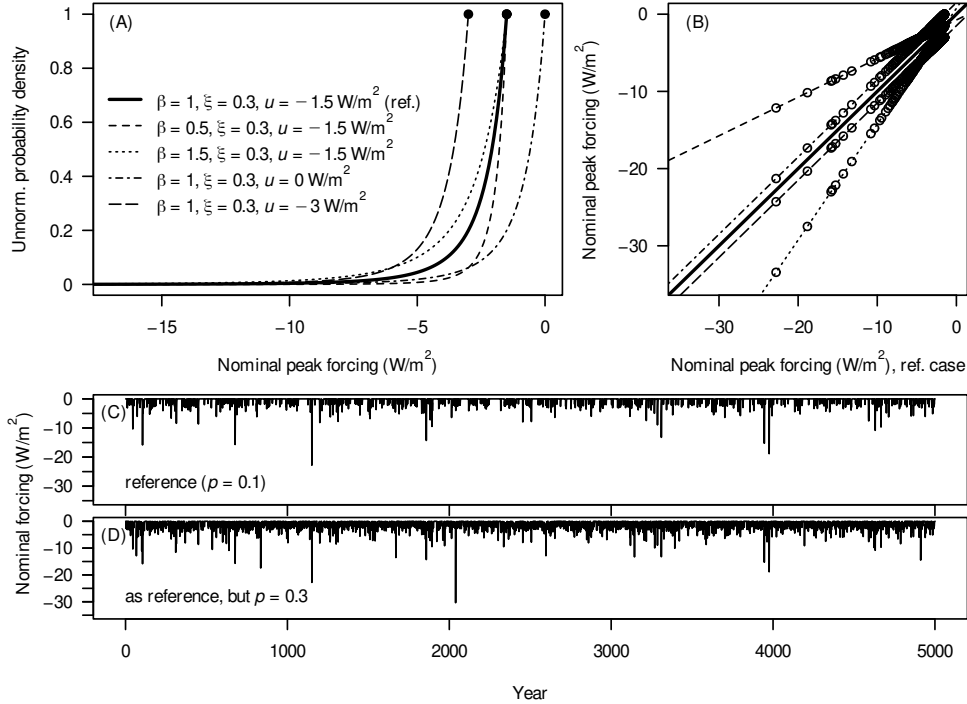 (A)
Unnorm. probability density
1
0.8
0.6
0.4
0.2
0
β = 1, ξ = 0.3, u = −1.5 W/m² (ref.)
β = 0.5, ξ = 0.3, u = −1.5 W/m²
β = 1.5, ξ = 0.3, u = −1.5 W/m²
β = 1, ξ = 0.3, u = 0 W/m²
β = 1, ξ = 0.3, u = −3 W/m²
−15 −10 −5 0
Nominal peak forcing (W/m²)
(B)
Nominal peak forcing (W/m²)
0
−10
−20
−30
−30 −20 −10 0
Nominal peak forcing (W/m²), ref. case
Nominal forcing (W/m²)
(C)
0
−10
−20
−30
reference (p = 0.1)
(D)
0
−10
−20
−30
as reference, but p = 0.3
0 1000 2000 3000 4000 5000
Year